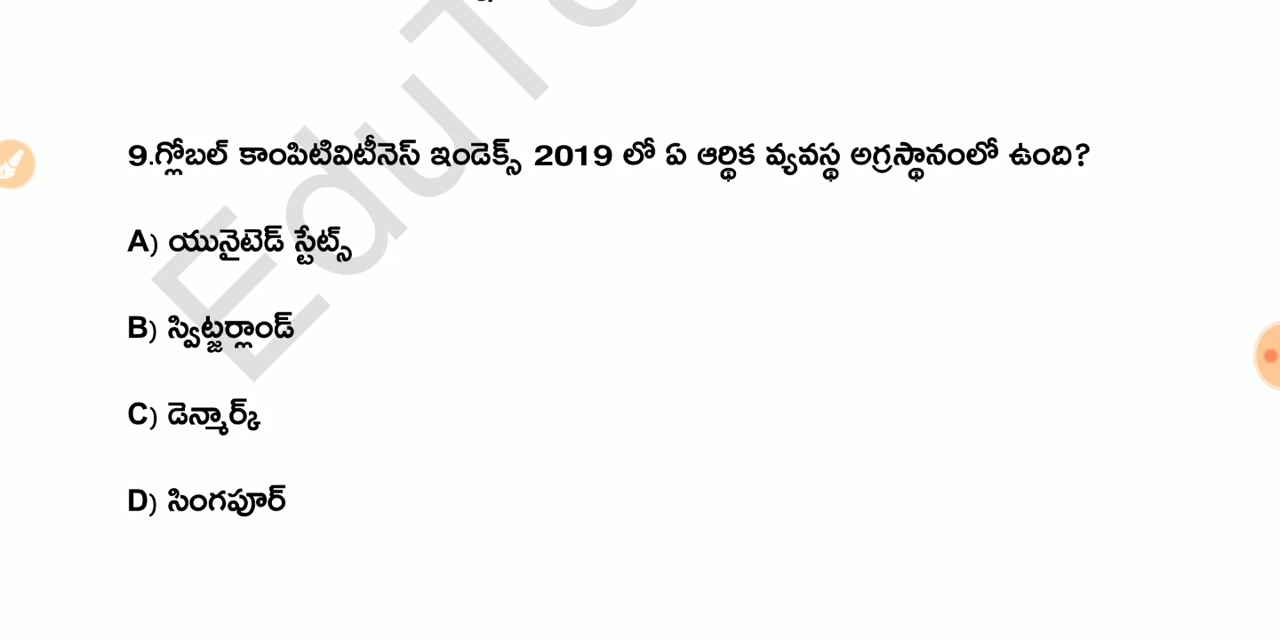 9.గ్లోబల్ కాంపిటివిటీనెస్ ఇండెక్స్ 2019 లో ఏ ఆర్థిక వ్యవస్థ అగ్రస్థానంలో ఉంది?
A) యునైటెడ్ స్టేట్స్
B) స్విట్జర్లాండ్
C) డెన్మార్క్
D) సింగపూర్